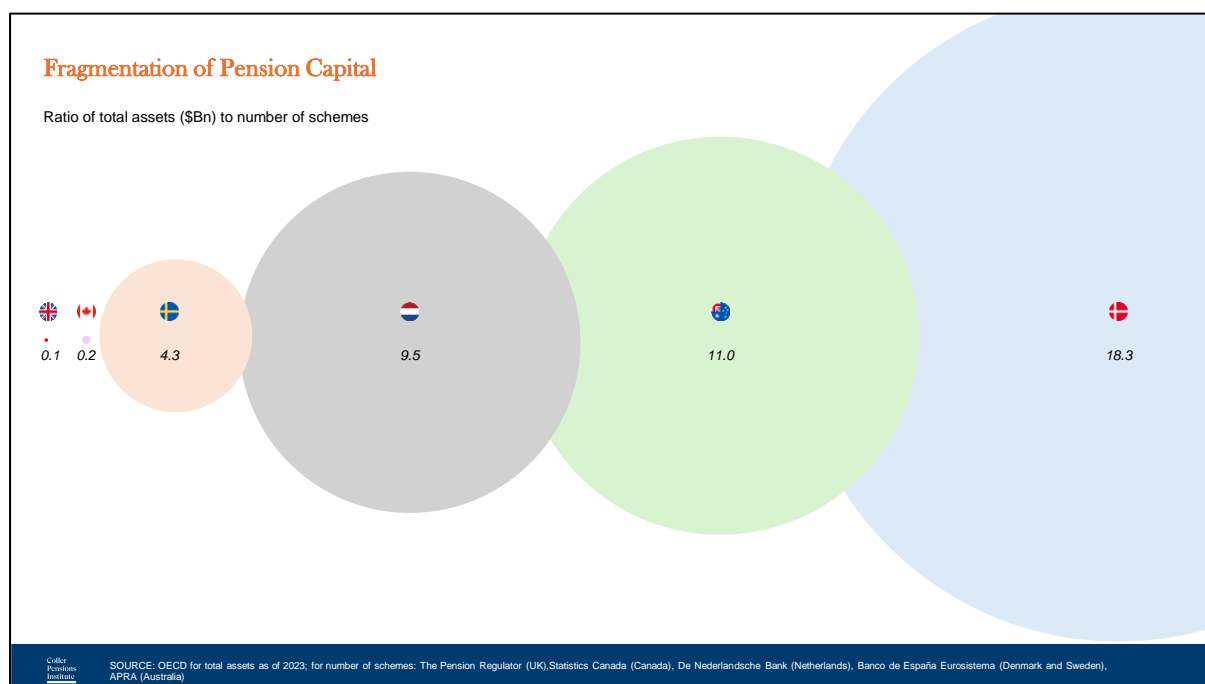 Fragmentation of Pension Capital
Ratio of total assets ($Bn) to number of schemes
0.1 0.2 4.3 9.5 11.0 18.3
Coller
Pensions
Institute
SOURCE: OECD for total assets as of 2023; for number of schemes: The Pension Regulator (UK),Statistics Canada (Canada), De Nederlandsche Bank (Netherlands), Banco de España Eurosistema (Denmark and Sweden),
APRA (Australia)